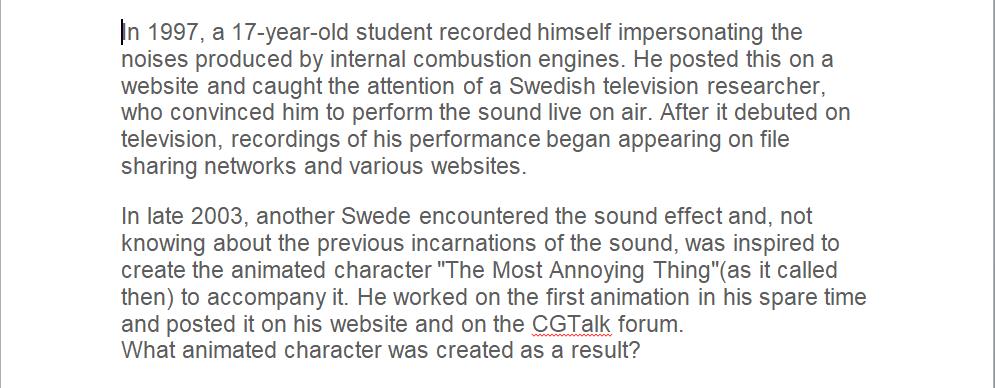 In 1997, a 17-year-old student recorded himself impersonating the
noises produced by internal combustion engines. He posted this on a
website and caught the attention of a Swedish television researcher,
who convinced him to perform the sound live on air. After it debuted on
television, recordings of his performance began appearing on file
sharing networks and various websites.
In late 2003, another Swede encountered the sound effect and, not
knowing about the previous incarnations of the sound, was inspired to
create the animated character "The Most Annoying Thing"(as it called
then) to accompany it. He worked on the first animation in his spare time
and posted it on his website and on the CGTalk forum.
What animated character was created as a result?